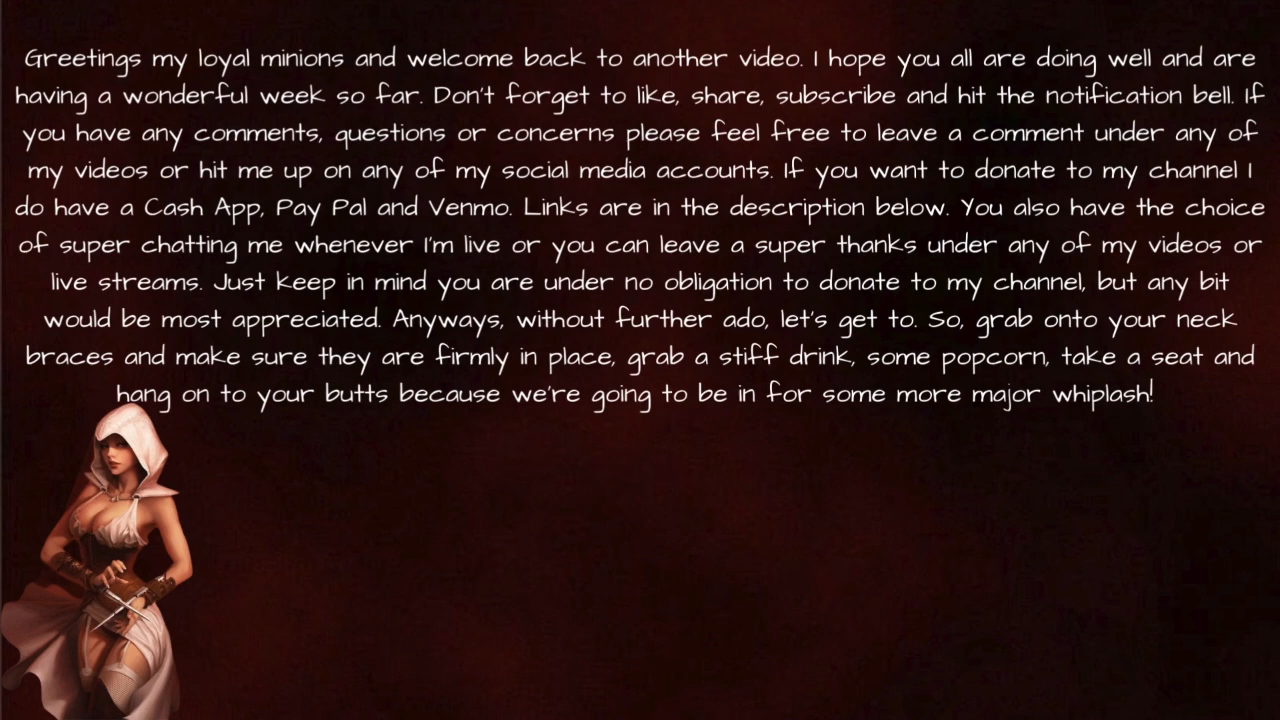 Greetings my loyal minions and welcome back to another video. I hope you all are doing well and are
having a wonderful week so far. Don't forget to like, share, subscribe and hit the notification bell. If
you have any comments, questions or concerns please feel free to leave a comment under any of
my videos or hit me up on any of my social media accounts. If you want to donate to my channel I
do have a Cash App, Pay Pal and Venmo. Links are in the description below. You also have the choice
of super chatting me whenever I'm live or you can leave a super thanks under any of my videos or
live streams. Just keep in mind you are under no obligation to donate to my channel, but any bit
would be most appreciated. Anyways, without further ado, let's get to. So, grab onto your neck
braces and make sure they are firmly in place, grab a stiff drink, some popcorn, take a seat and
hang on to your butts because we're going to be in for some more major whiplash!